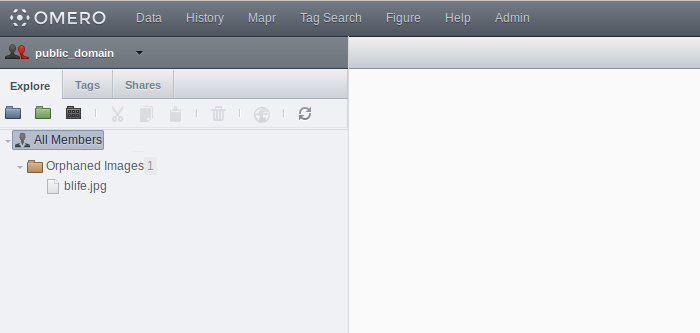 OMERO Data History Mapr Tag Search Figure Help Admin
public_domain
Explore Tags Shares
All Members
Orphaned Images 1
blife.jpg